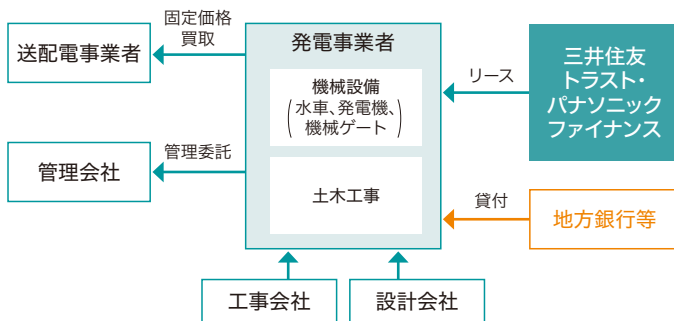 固定価格
買取
送配電事業者
管理委託
管理会社
発電事業者
機械設備
(水車、発電機、
機械ゲート)
土木工事
リース
三井住友
トラスト・
パナソニック
ファイナンス
貸付
地方銀行等
工事会社
設計会社